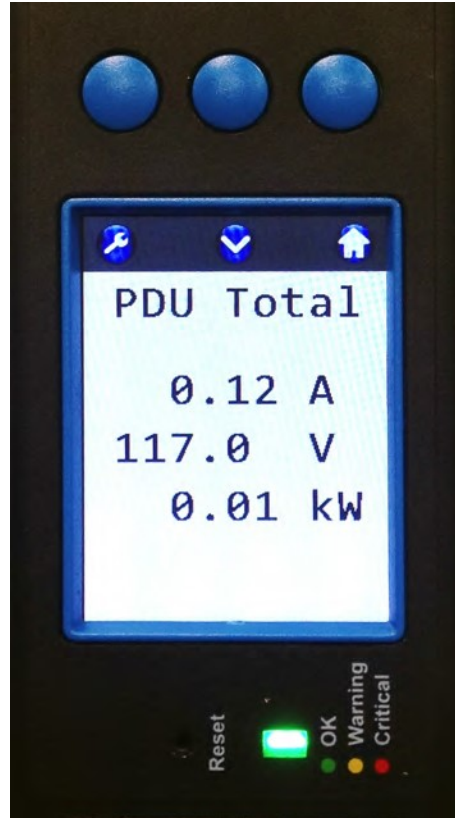 PDU Total
0.12 A
117.0 V
0.01 kW
Reset
OK
Warning
Critical